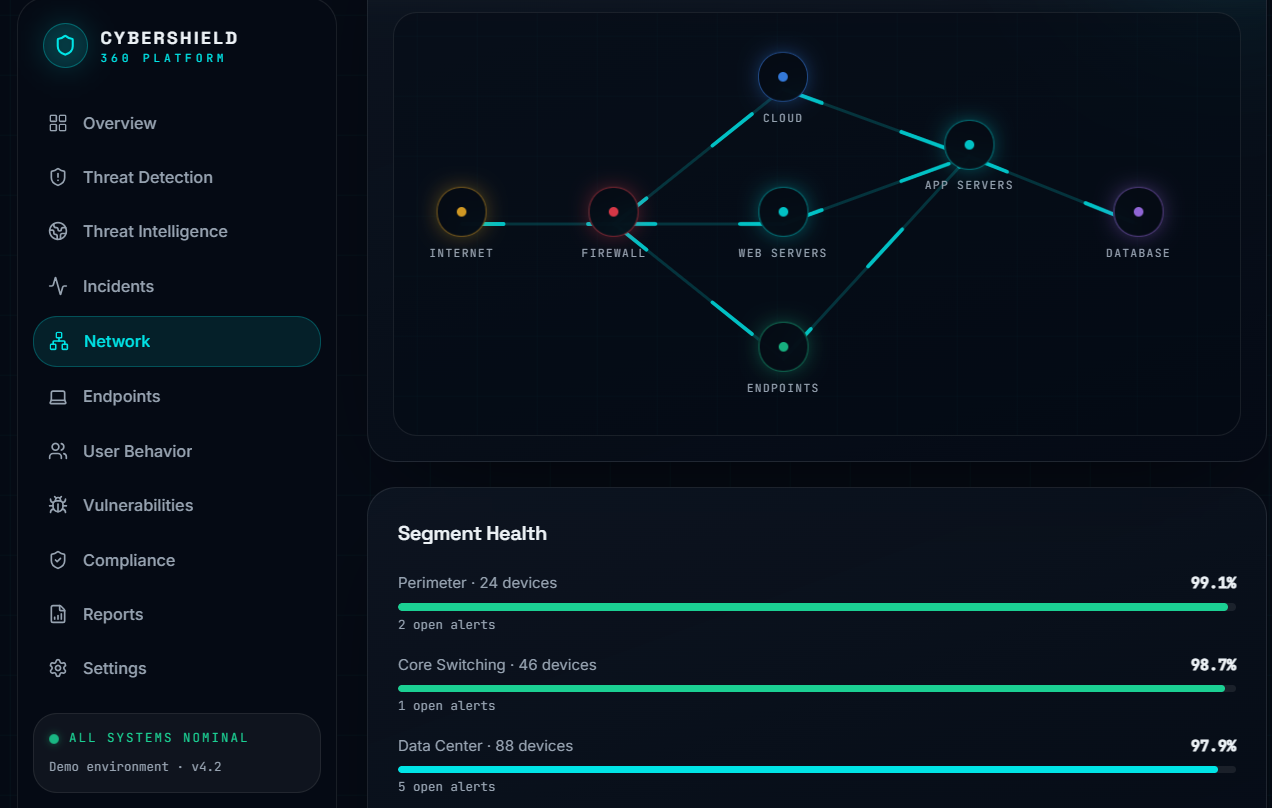 CYBERSHIELD
360 PLATFORM
Overview
Threat Detection
Threat Intelligence
Incidents
Network
Endpoints
User Behavior
Vulnerabilities
Compliance
Reports
Settings
ALL SYSTEMS NOMINAL
Demo environment · v4.2
CLOUD
APP SERVERS
INTERNET
FIREWALL
WEB SERVERS
DATABASE
ENDPOINTS
Segment Health
Perimeter · 24 devices 99.1%
2 open alerts
Core Switching · 46 devices 98.7%
1 open alerts
Data Center · 88 devices 97.9%
5 open alerts